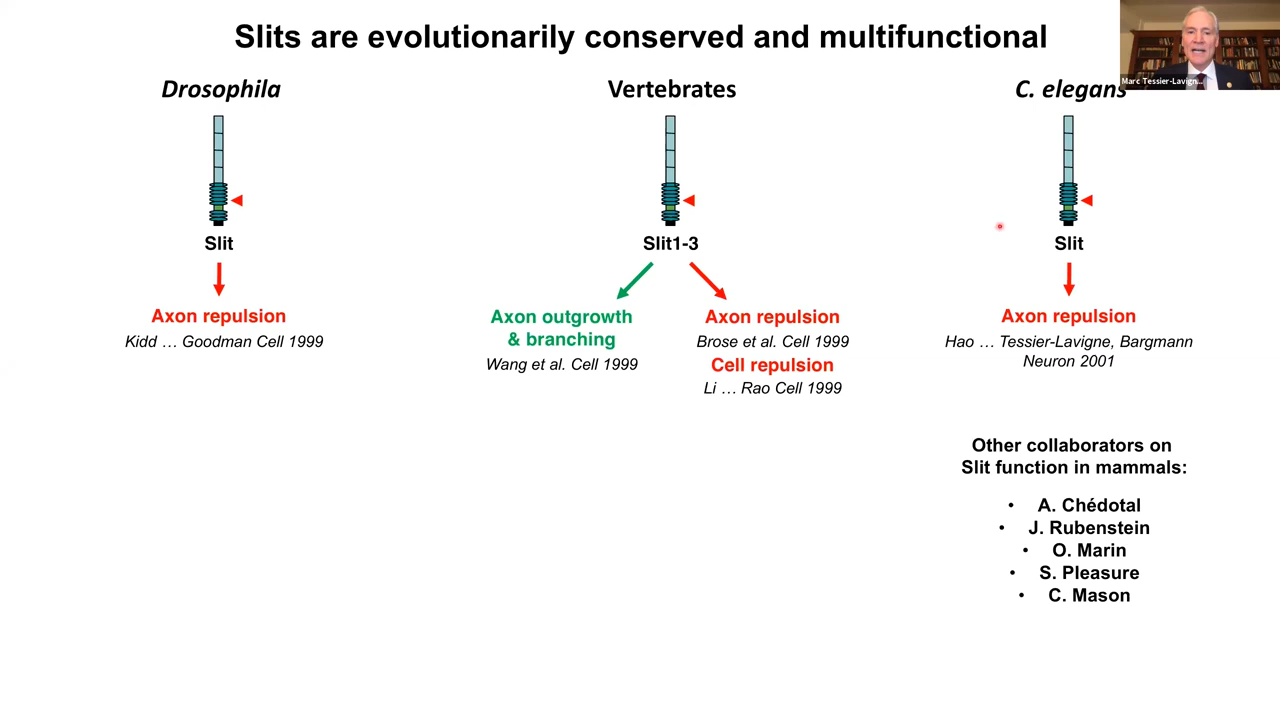 Slits are evolutionarily conserved and multifunctional
Marc Tessier-Lavign...
Drosophila
Slit
Axon repulsion
Kidd … Goodman Cell 1999
Vertebrates
Slit1-3
Axon outgrowth
& branching
Wang et al. Cell 1999
Axon repulsion
Brose et al. Cell 1999
Cell repulsion
Li … Rao Cell 1999
C. elegans
Slit
Axon repulsion
Hao … Tessier-Lavigne, Bargmann
Neuron 2001
Other collaborators on
Slit function in mammals:
• A. Chédotal
• J. Rubenstein
• O. Marin
• S. Pleasure
• C. Mason